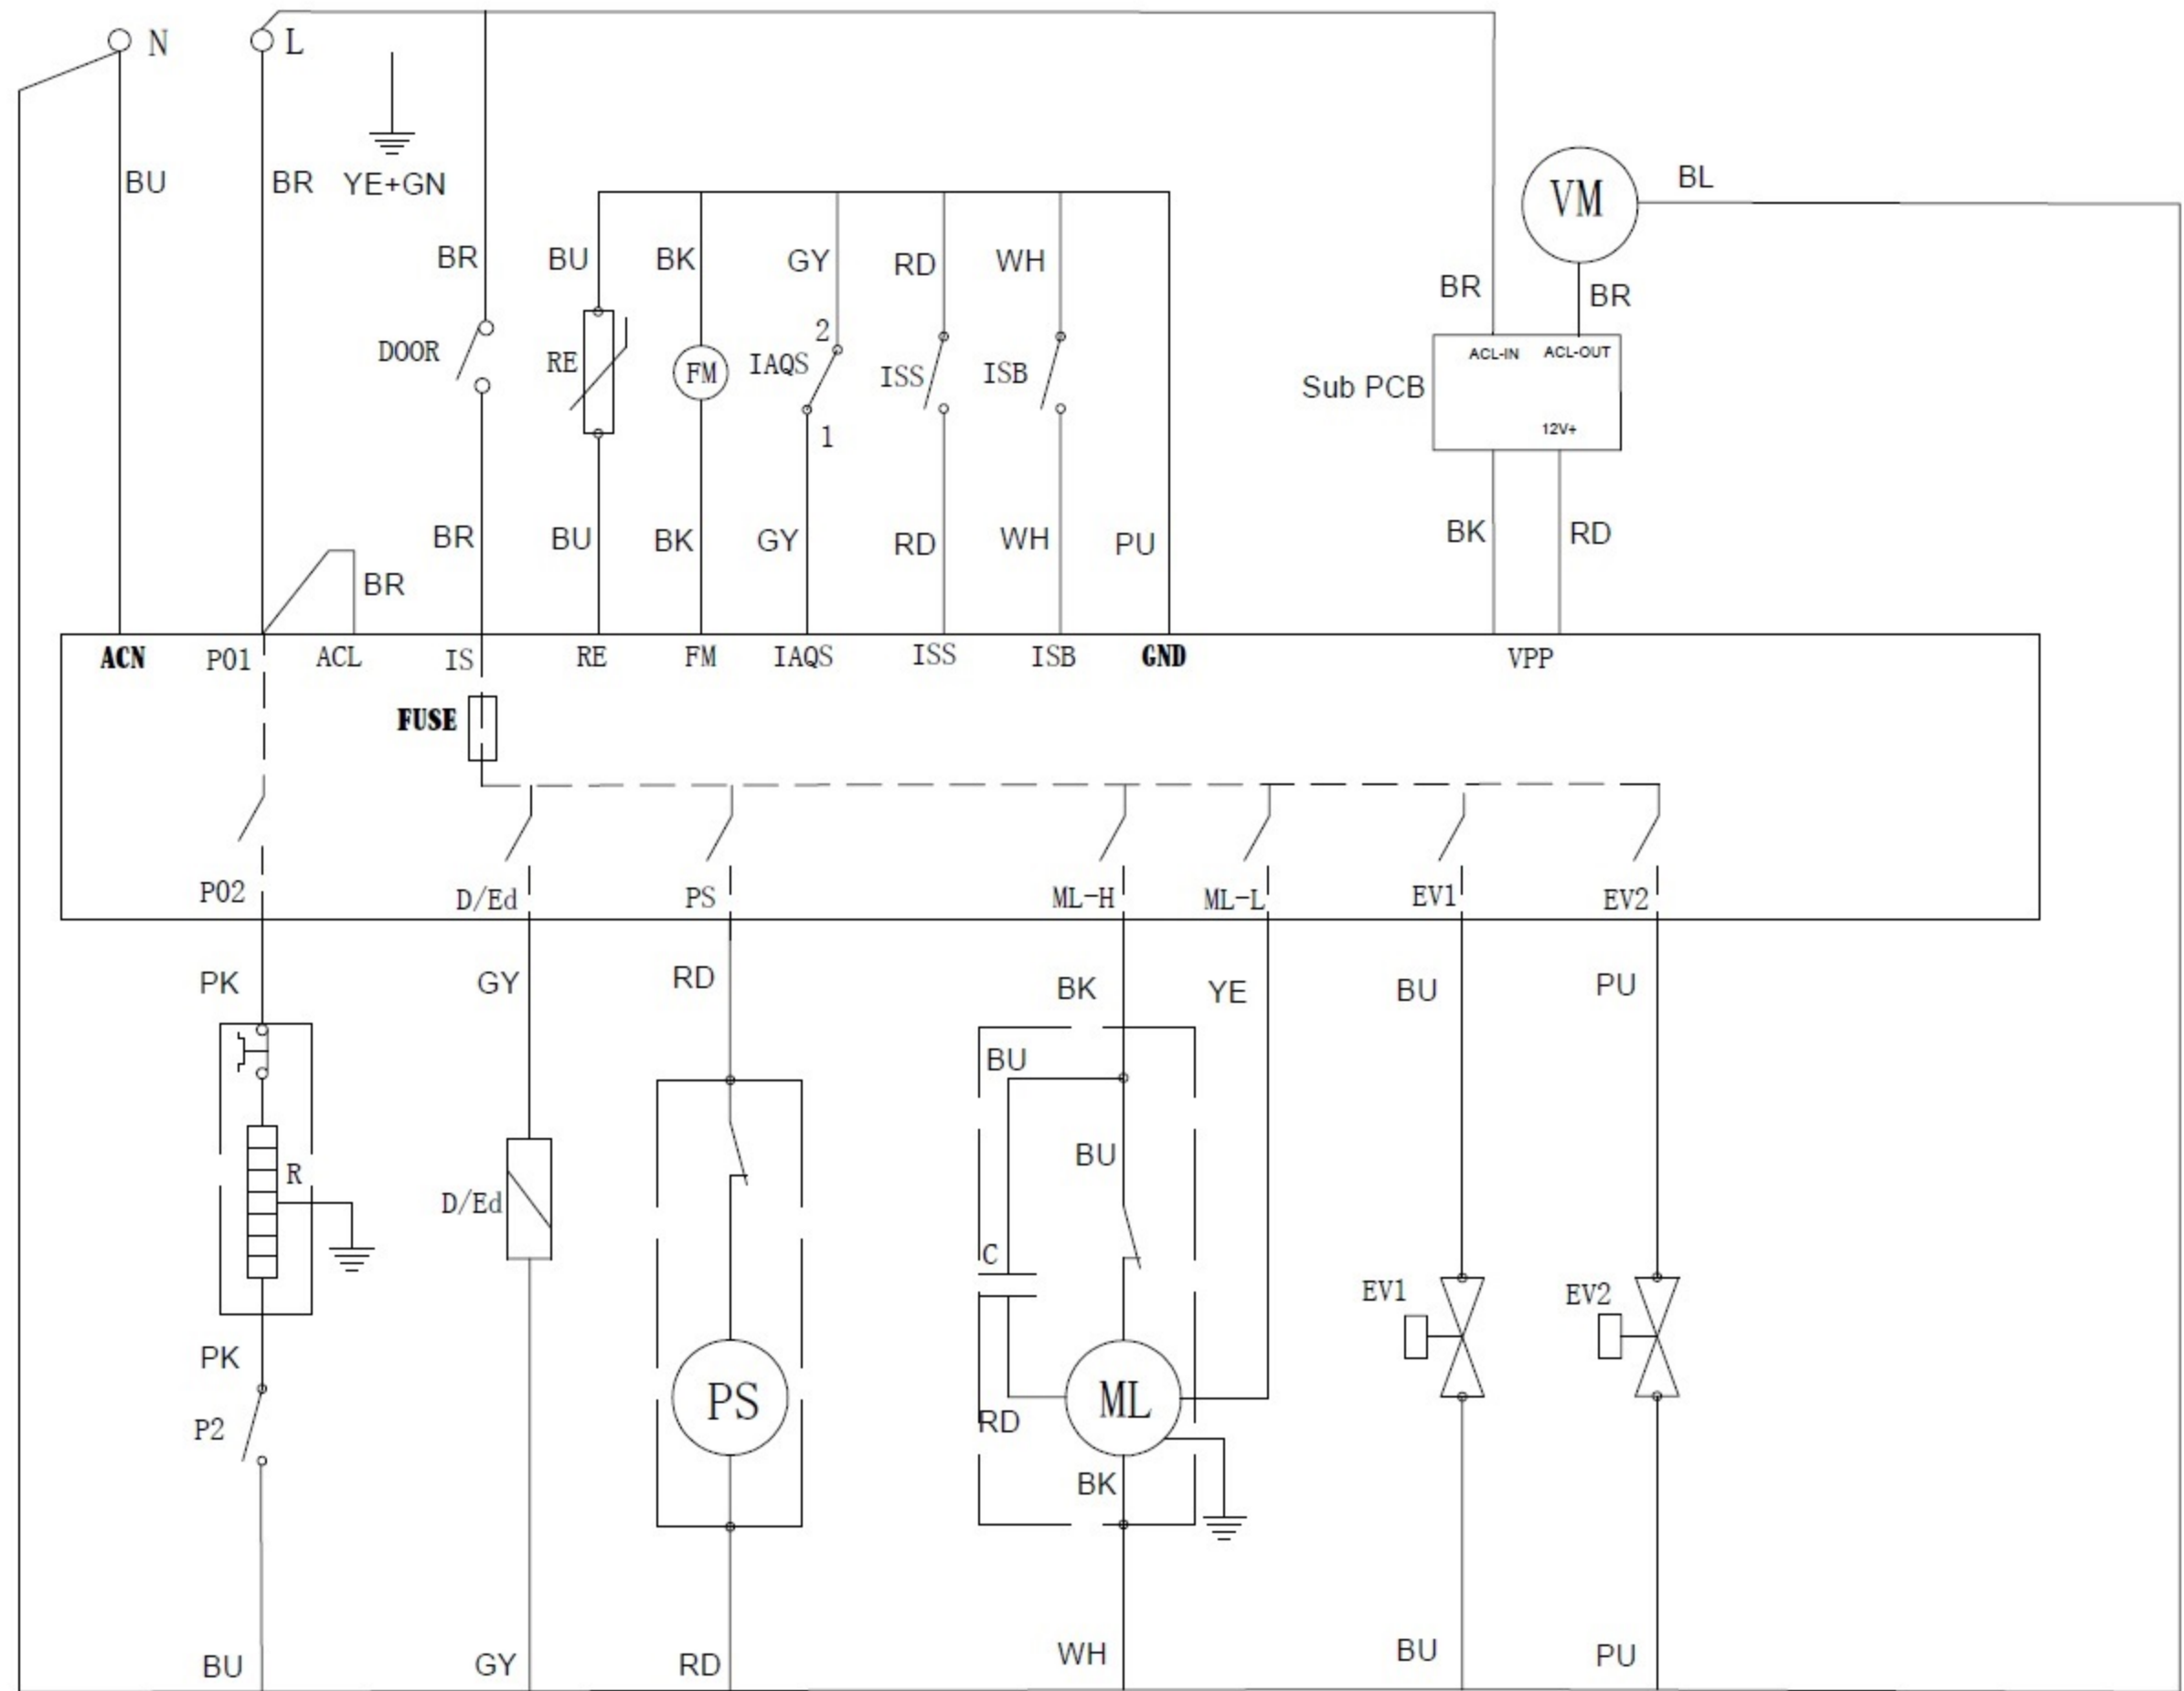 N
L
BU
BR
YE+GN
VM
BL
BR
BU
BK
GY
RD
WH
BR
BR
DOOR
RE
FM
IAQS
2
1
ISS
ISB
Sub PCB
ACL-IN
ACL-OUT
12V+
BR
BR
BU
BK
GY
RD
WH
PU
BK
RD
ACN
P01
ACL
IS
RE
FM
IAQS
ISS
ISB
GND
VPP
FUSE
P02
D/Ed
PS
ML-H
ML-L
EV1
EV2
PK
GY
RD
BK
YE
BU
PU
BU
BU
R
D/Ed
C
EV1
EV2
PK
P2
PS
RD
ML
BK
BU
GY
RD
WH
BU
PU